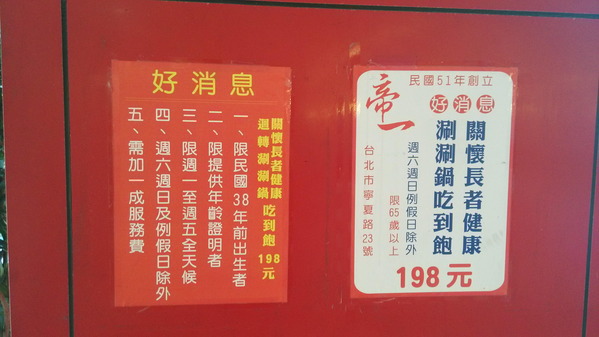 好消息
關懷長者健康
迴轉涮涮鍋 吃到飽 198元
一、限民國38年前出生者
二、限提供年齡證明者
三、限週一至週五全天候
四、週六週日及例假日除外
五、需加一成服務費
民國51年創立
帝一
好消息
關懷長者健康
涮涮鍋吃到飽
週六週日例假日除外
限65歲以上
台北市寧夏路23號
198元